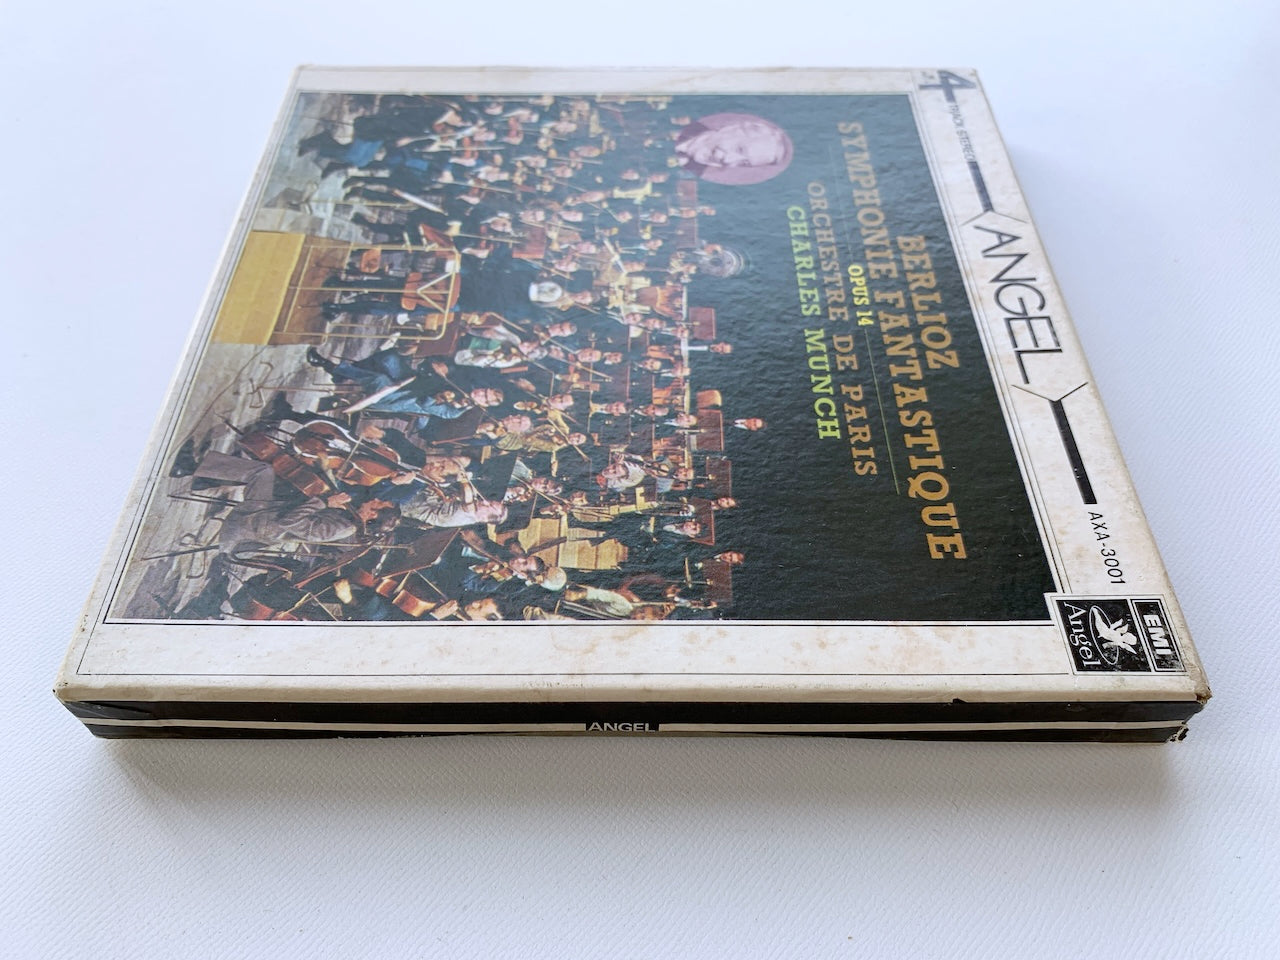 4 TRACK STEREO
ANGEL
AXA-3001
EMI
Angel
BERLIOZ
SYMPHONIE FANTASTIQUE
OPUS 14
ORCHESTRE DE PARIS
CHARLES MUNCH
ANGEL